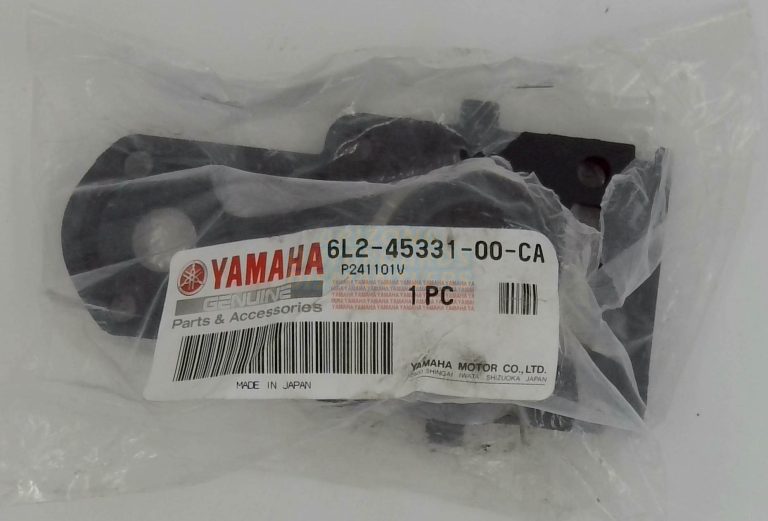 YAMAHA
GENUINE
Parts & Accessories
6L2-45331-00-CA
P241101V
1 PC
MADE IN JAPAN
YAMAHA MOTOR CO.,LTD.
SHINGAI IWATA SHIZUOKA JAPAN